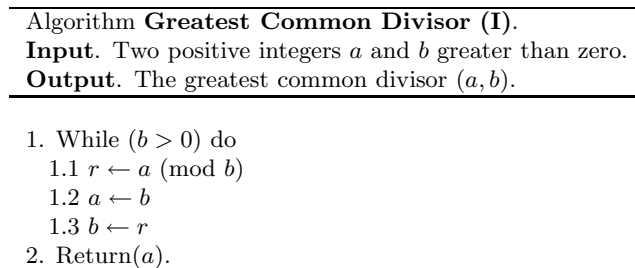 Algorithm Greatest Common Divisor (I).
Input. Two positive integers a and b greater than zero.
Output. The greatest common divisor (a, b).
1. While (b > 0) do
1.1 r ← a (mod b)
1.2 a ← b
1.3 b ← r
2. Return(a).